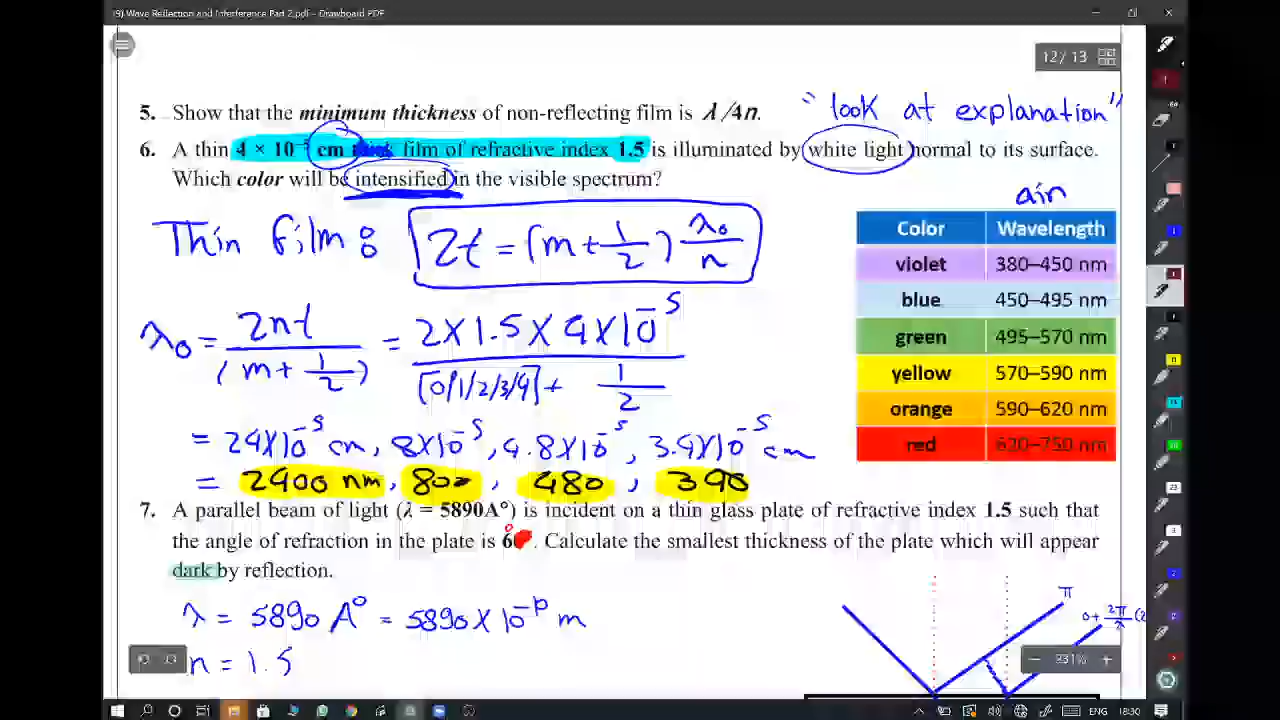 9) Wave Reflection and Interference Part 2.pdf - Drawboard PDF
12/ 13
5. Show that the minimum thickness of non-reflecting film is λ/4n.
"look at explanation"
6. A thin 4 × 10⁻⁵ cm thick film of refractive index 1.5 is illuminated by white light normal to its surface.
Which color will be intensified in the visible spectrum?
Thin film:
2t = (m + 1/2) λ₀/n
air
Color Wavelength
violet 380–450 nm
blue 450–495 nm
green 495–570 nm
yellow 570–590 nm
orange 590–620 nm
red 620–750 nm
λ₀ = 2nt/(m + 1/2) = 2 × 1.5 × 4 × 10⁻⁵/[0/1/2/3/4] + 1/2
= 24×10⁻⁵ cm, 8×10⁻⁵, 4.8×10⁻⁵, 3.4×10⁻⁵ cm
= 2400 nm, 800, 480, 340
7. A parallel beam of light (λ = 5890A°) is incident on a thin glass plate of refractive index 1.5 such that
the angle of refraction in the plate is 60°. Calculate the smallest thickness of the plate which will appear
dark by reflection.
λ = 5890 A° = 5890 × 10⁻¹⁰ m
n = 1.5
π
0+ 2π/λ (2
331%
ENG 18:30